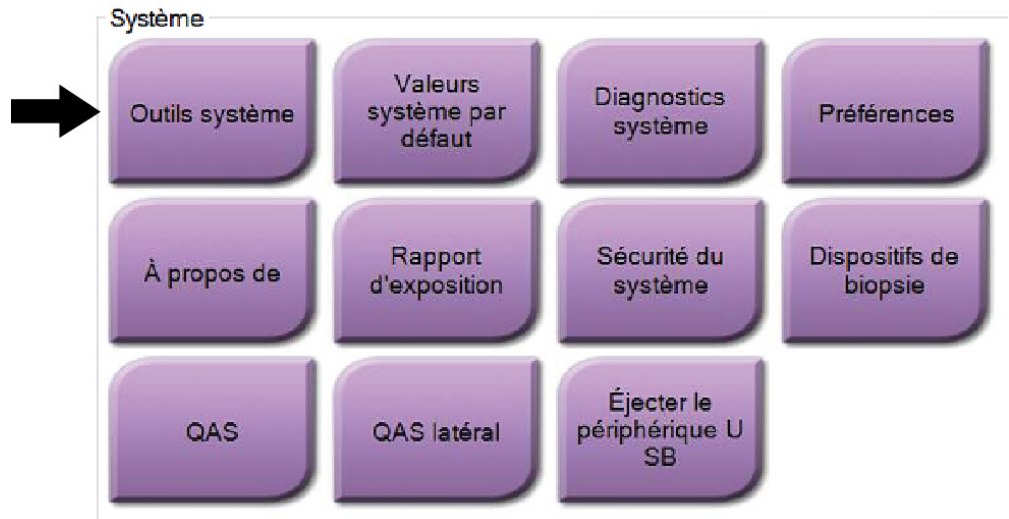 Système
Outils système
Valeurs
système par
défaut
Diagnostics
système
Préférences
À propos de
Rapport
d'exposition
Sécurité du
système
Dispositifs de
biopsie
QAS
QAS latéral
Éjecter le
périphérique U
SB